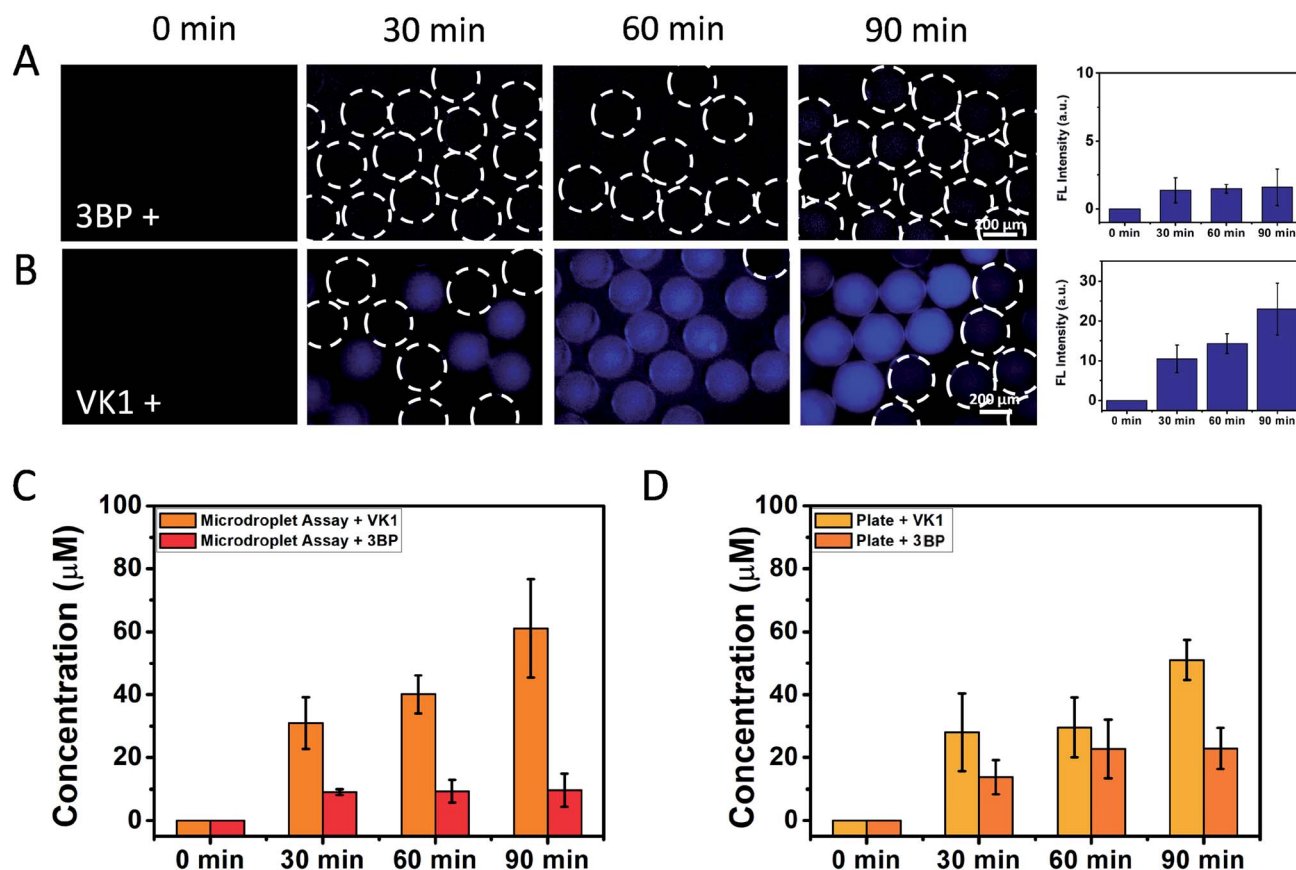 0 min 30 min 60 min 90 min
A
3BP +
200 µm
10
5
0
FL Intensity (a.u.)
0 min 30 min 60 min 90 min
B
VK1 +
200 µm
30
20
10
0
FL Intensity (a.u.)
0 min 30 min 60 min 90 min
C
Microdroplet Assay + VK1
Microdroplet Assay + 3BP
100
80
60
40
20
0
Concentration (µM)
0 min 30 min 60 min 90 min
D
Plate + VK1
Plate + 3BP
100
80
60
40
20
0
Concentration (µM)
0 min 30 min 60 min 90 min